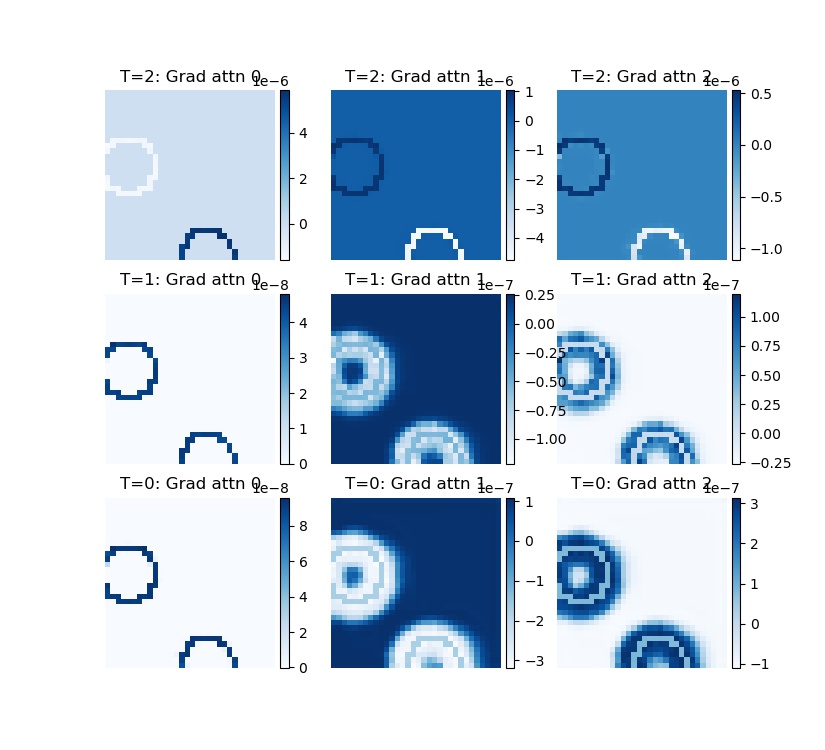 T=2: Grad attn 0
1e−6
4
2
0
T=2: Grad attn 1
1e−6
1
0
−1
−2
−3
−4
T=2: Grad attn 2
1e−6
0.5
0.0
−0.5
−1.0
T=1: Grad attn 0
1e−8
4
3
2
1
0
T=1: Grad attn 1
1e−7
0.25
0.00
−0.25
−0.50
−0.75
−1.00
T=1: Grad attn 2
1e−7
1.00
0.75
0.50
0.25
0.00
−0.25
T=0: Grad attn 0
1e−8
8
6
4
2
0
T=0: Grad attn 1
1e−7
1
0
−1
−2
−3
T=0: Grad attn 2
1e−7
3
2
1
0
−1